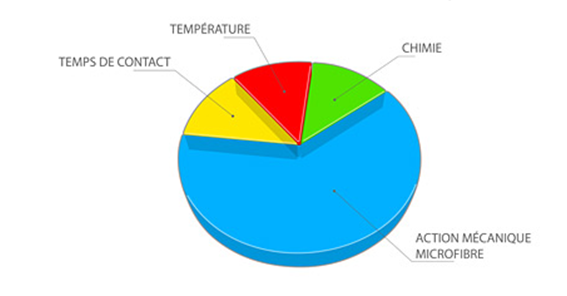 TEMPÉRATURE
CHIMIE
TEMPS DE CONTACT
ACTION MÉCANIQUE
MICROFIBRE